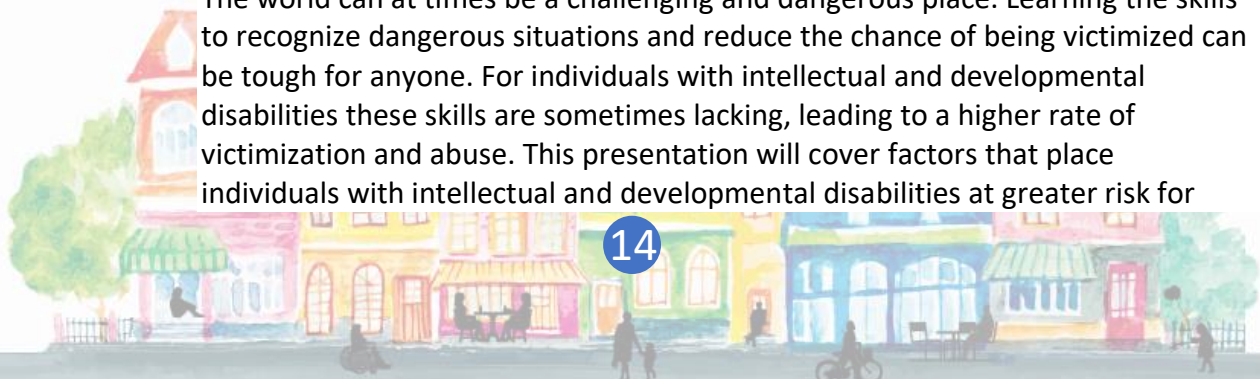 The world can at times be a challenging and dangerous place. Learning the skills
to recognize dangerous situations and reduce the chance of being victimized can
be tough for anyone. For individuals with intellectual and developmental
disabilities these skills are sometimes lacking, leading to a higher rate of
victimization and abuse. This presentation will cover factors that place
individuals with intellectual and developmental disabilities at greater risk for
14